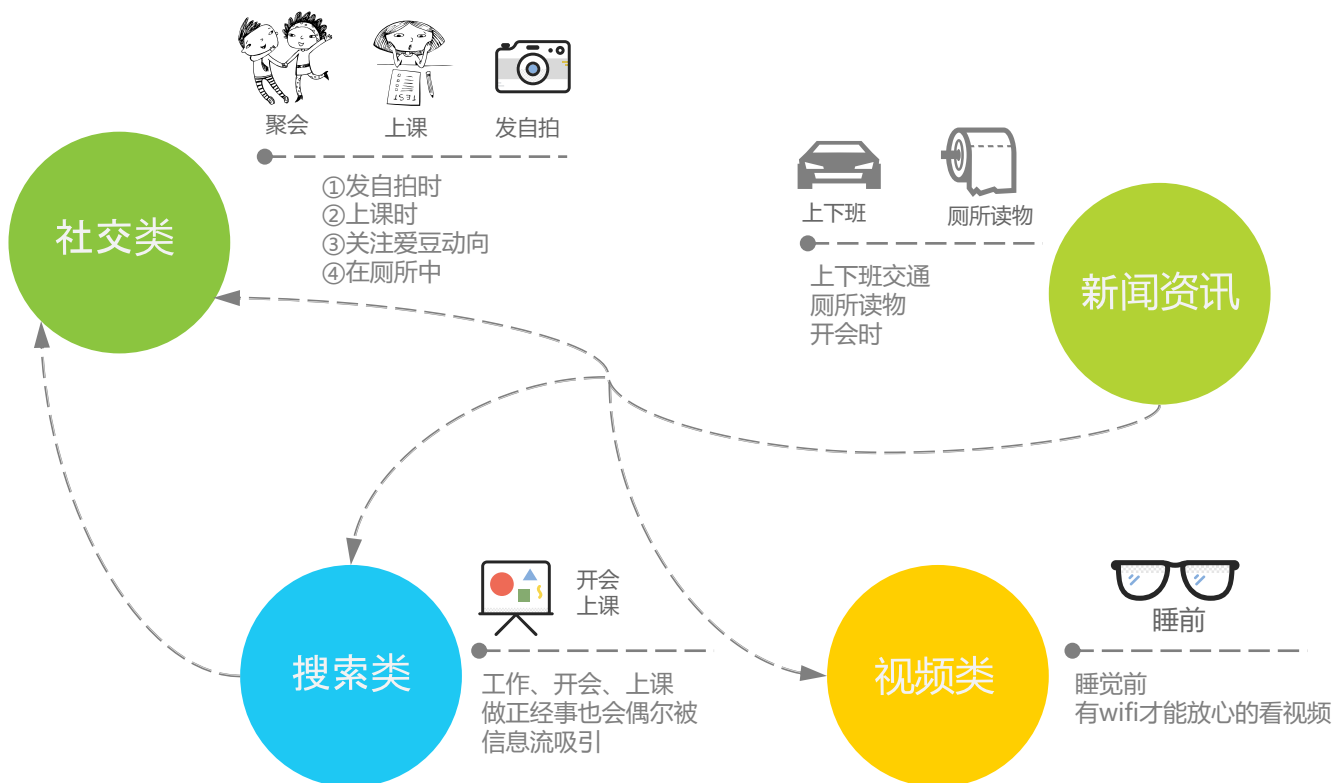 TEST
聚会
上课
发自拍
①发自拍时
②上课时
③关注爱豆动向
④在厕所中
社交类
上下班
厕所读物
上下班交通
厕所读物
开会时
新闻资讯
开会
上课
搜索类
工作、开会、上课
做正经事也会偶尔被
信息流吸引
视频类
睡前
睡觉前
有wifi才能放心的看视频